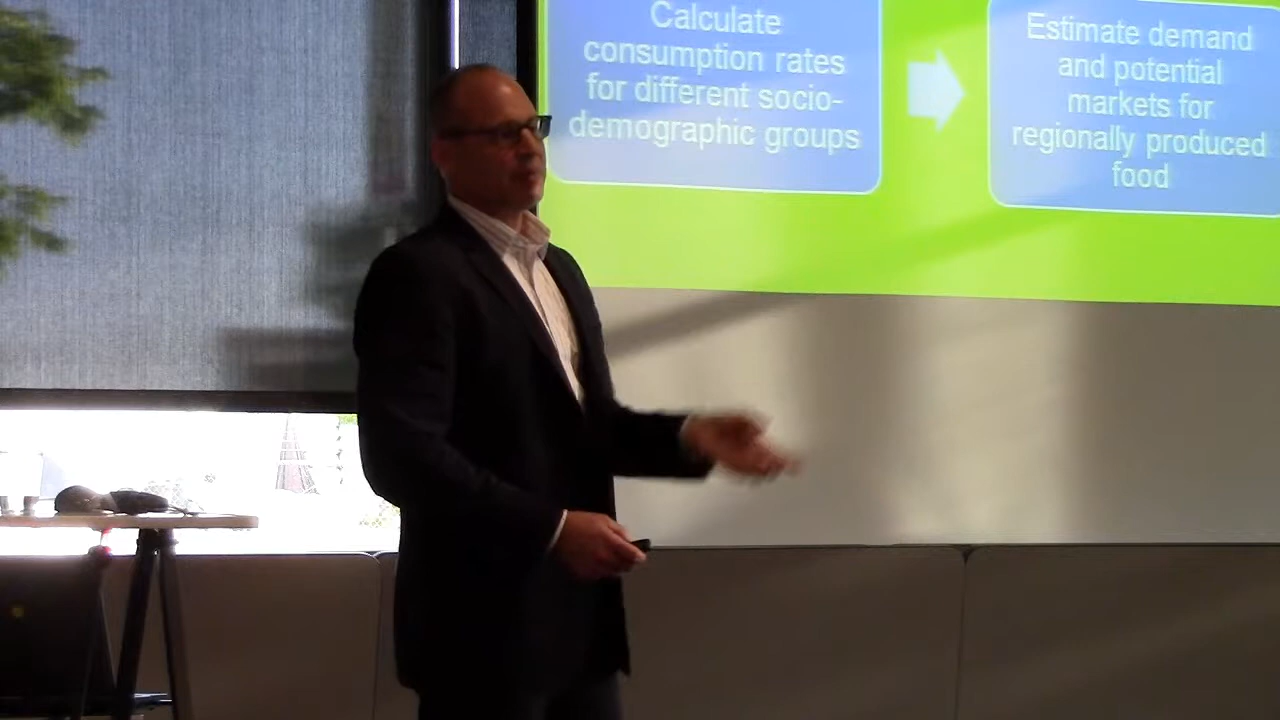 Calculate
consumption rates
for different socio-
demographic groups
Estimate demand
and potential
markets for
regionally produced
food